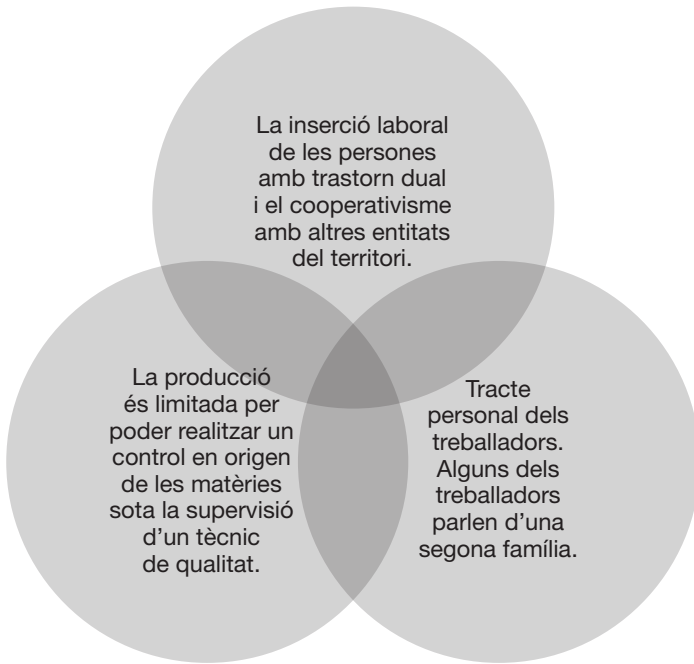 La inserció laboral
de les persones
amb trastorn dual
i el cooperativisme
amb altres entitats
del territori.
La producció
és limitada per
poder realitzar un
control en origen
de les matèries
sota la supervisió
d’un tècnic
de qualitat.
Tracte
personal dels
treballadors.
Alguns dels
treballadors
parlen d’una
segona família.